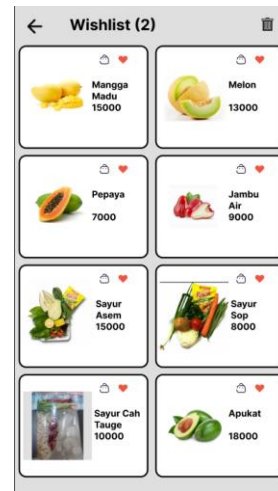 Wishlist (2)
Mangga
Madu
15000
Melon
13000
Pepaya
7000
Jambu
Air
9000
Sayur
Asem
15000
Sayur
Sop
8000
Sayur Cah
Tauge
10000
Apukat
18000